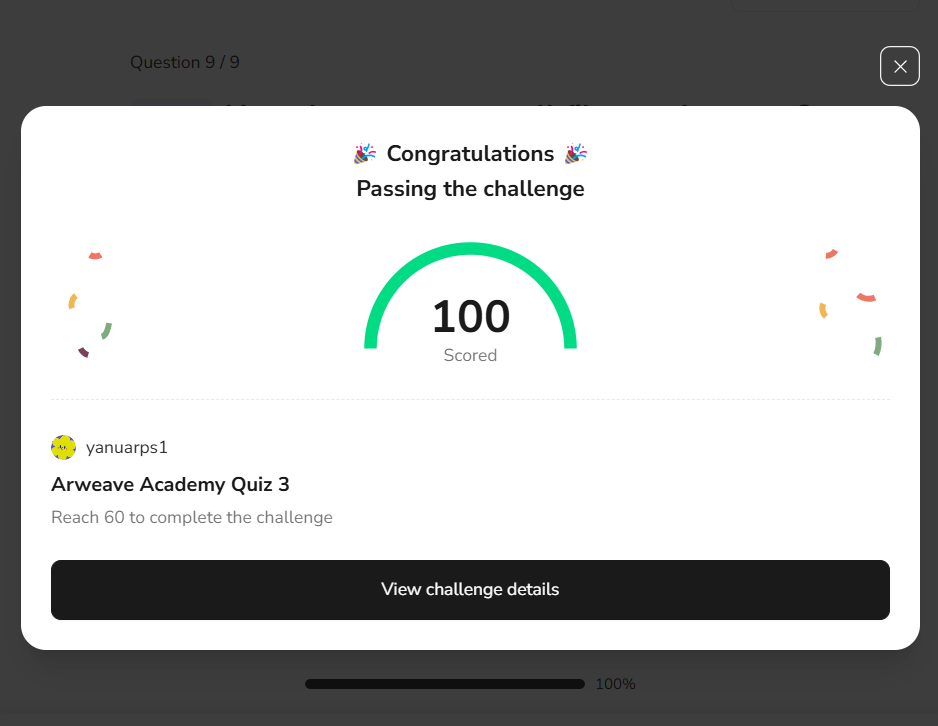 Question 9 / 9
Congratulations
Passing the challenge
100
Scored
yanuarps1
Arweave Academy Quiz 3
Reach 60 to complete the challenge
View challenge details
100%